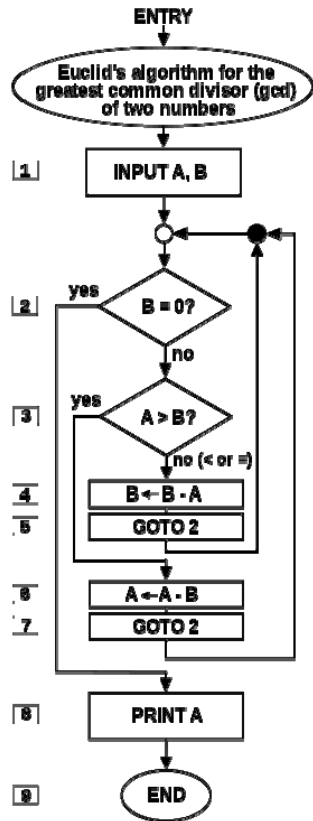 ENTRY
Euclid's algorithm for the
greatest common divisor (gcd)
of two numbers
1
INPUT A, B
yes
2
B = 0?
no
yes
3
A > B?
no (< or =)
4
B ← B - A
5
GOTO 2
6
A ← A - B
7
GOTO 2
8
PRINT A
9
END